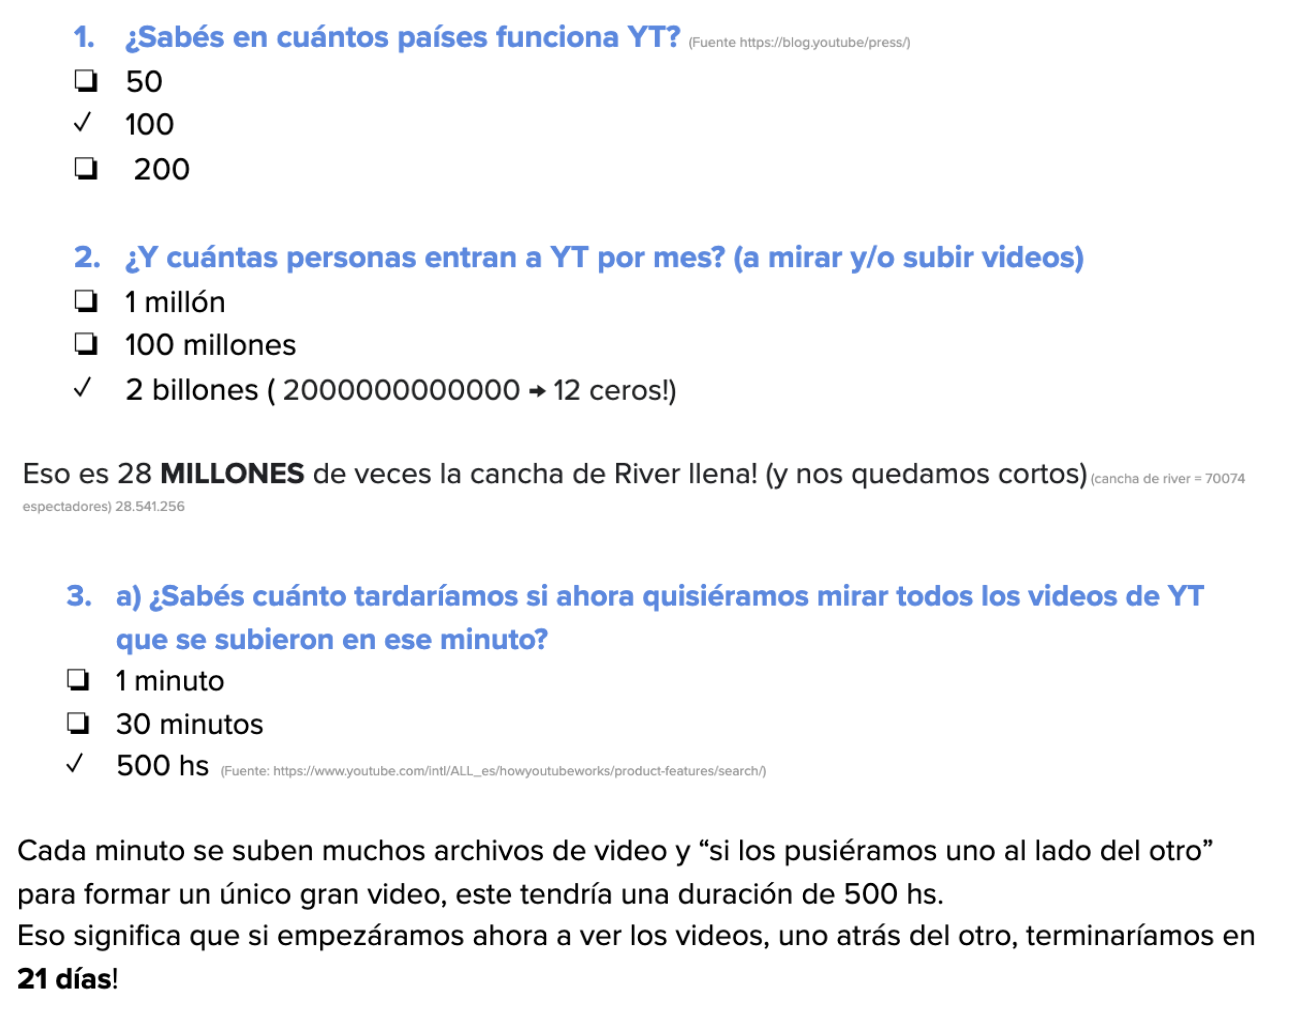 1. ¿Sabés en cuántos países funciona YT? (Fuente https://blog.youtube/press/)
❏ 50
✓ 100
❏ 200
2. ¿Y cuántas personas entran a YT por mes? (a mirar y/o subir videos)
❏ 1 millón
❏ 100 millones
✓ 2 billones ( 2000000000000 → 12 ceros!)
Eso es 28 MILLONES de veces la cancha de River llena! (y nos quedamos cortos) (cancha de river = 70074
espectadores) 28.541.256
3. a) ¿Sabés cuánto tardaríamos si ahora quisiéramos mirar todos los videos de YT
que se subieron en ese minuto?
❏ 1 minuto
❏ 30 minutos
✓ 500 hs (Fuente: https://www.youtube.com/intl/ALL_es/howyoutubeworks/product-features/search/)
Cada minuto se suben muchos archivos de video y “si los pusiéramos uno al lado del otro”
para formar un único gran video, este tendría una duración de 500 hs.
Eso significa que si empezáramos ahora a ver los videos, uno atrás del otro, terminaríamos en
21 días!